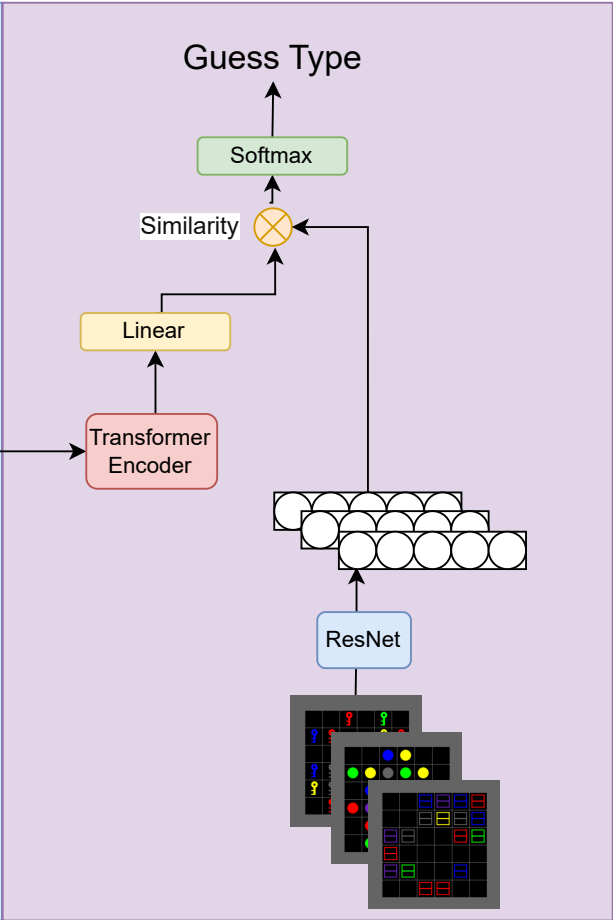 Guess Type
Softmax
Similarity
Linear
Transformer
Encoder
ResNet